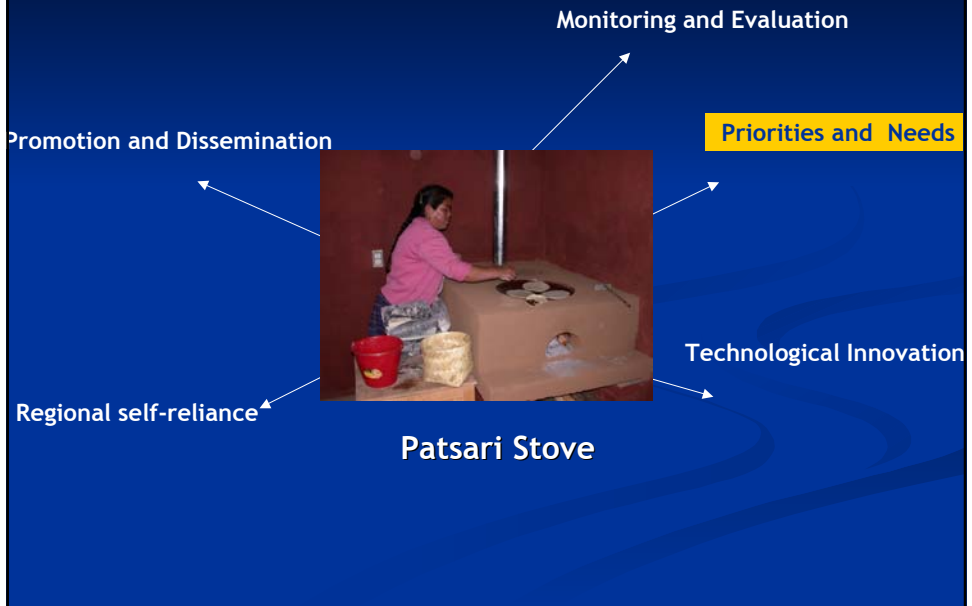 Monitoring and Evaluation
Priorities and Needs
Promotion and Dissemination
Technological Innovation
Regional self-reliance
Patsari Stove